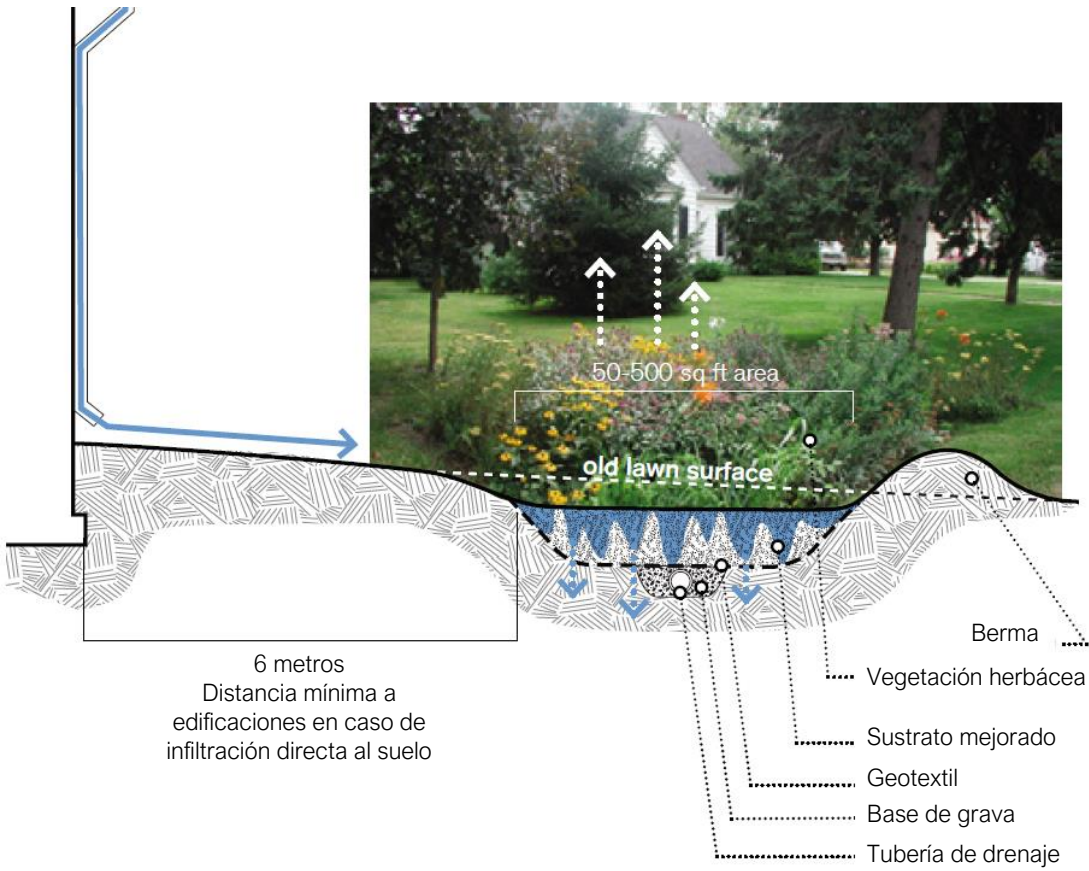 50-500 sq ft area
old lawn surface
6 metros
Distancia mínima a
edificaciones en caso de
infiltración directa al suelo
Berma
Vegetación herbácea
Sustrato mejorado
Geotextil
Base de grava
Tubería de drenaje